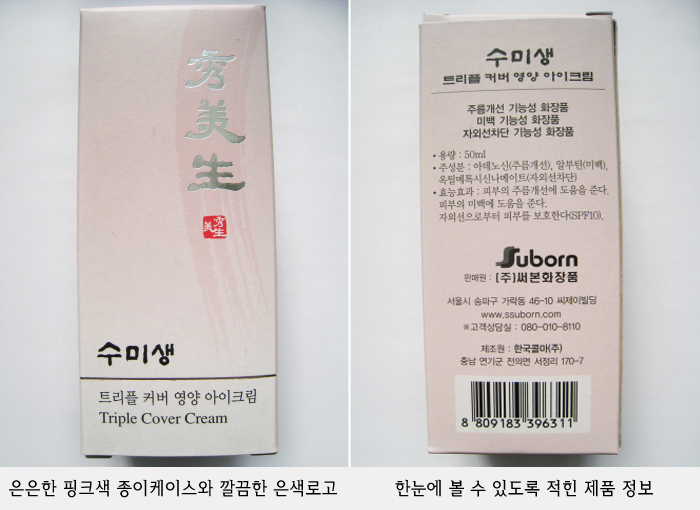 秀
美
生
秀生
美
수미생
트리플 커버 영양 아이크림
Triple Cover Cream
은은한 핑크색 종이케이스와 깔끔한 은색로고
수미생
트리플 커버 영양 아이크림
주름개선 기능성 화장품
미백 기능성 화장품
자외선차단 기능성 화장품
• 용량 : 50ml
• 주성분 : 아데노신(주름개선), 알부틴(미백),
옥틸메톡시신나메이트(자외선차단)
• 효능효과 : 피부의 주름개선에 도움을 준다.
피부의 미백에 도움을 준다.
자외선으로부터 피부를 보호한다(SPF10).
Ssuborn
판매원 : (주)써본화장품
서울시 송파구 가락동 46-10 씨제이빌딩
www.ssuborn.com
※고객상담실 : 080-010-8110
제조원 : 한국콜마(주)
충남 연기군 전의면 서정리 170-7
8 809183 396311
한눈에 볼 수 있도록 적힌 제품 정보